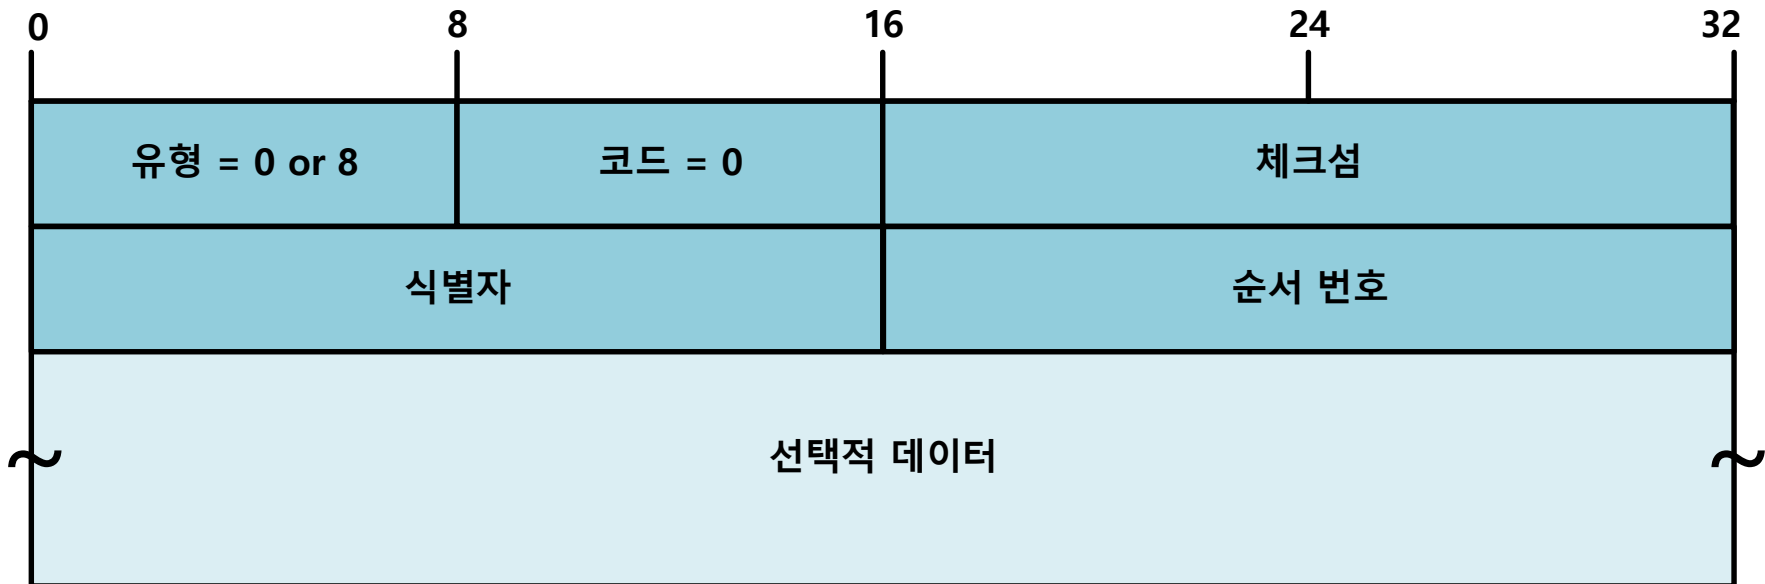 0 8 16 24 32
유형 = 0 or 8 코드 = 0 체크섬
식별자 순서 번호
~ 선택적 데이터 ~